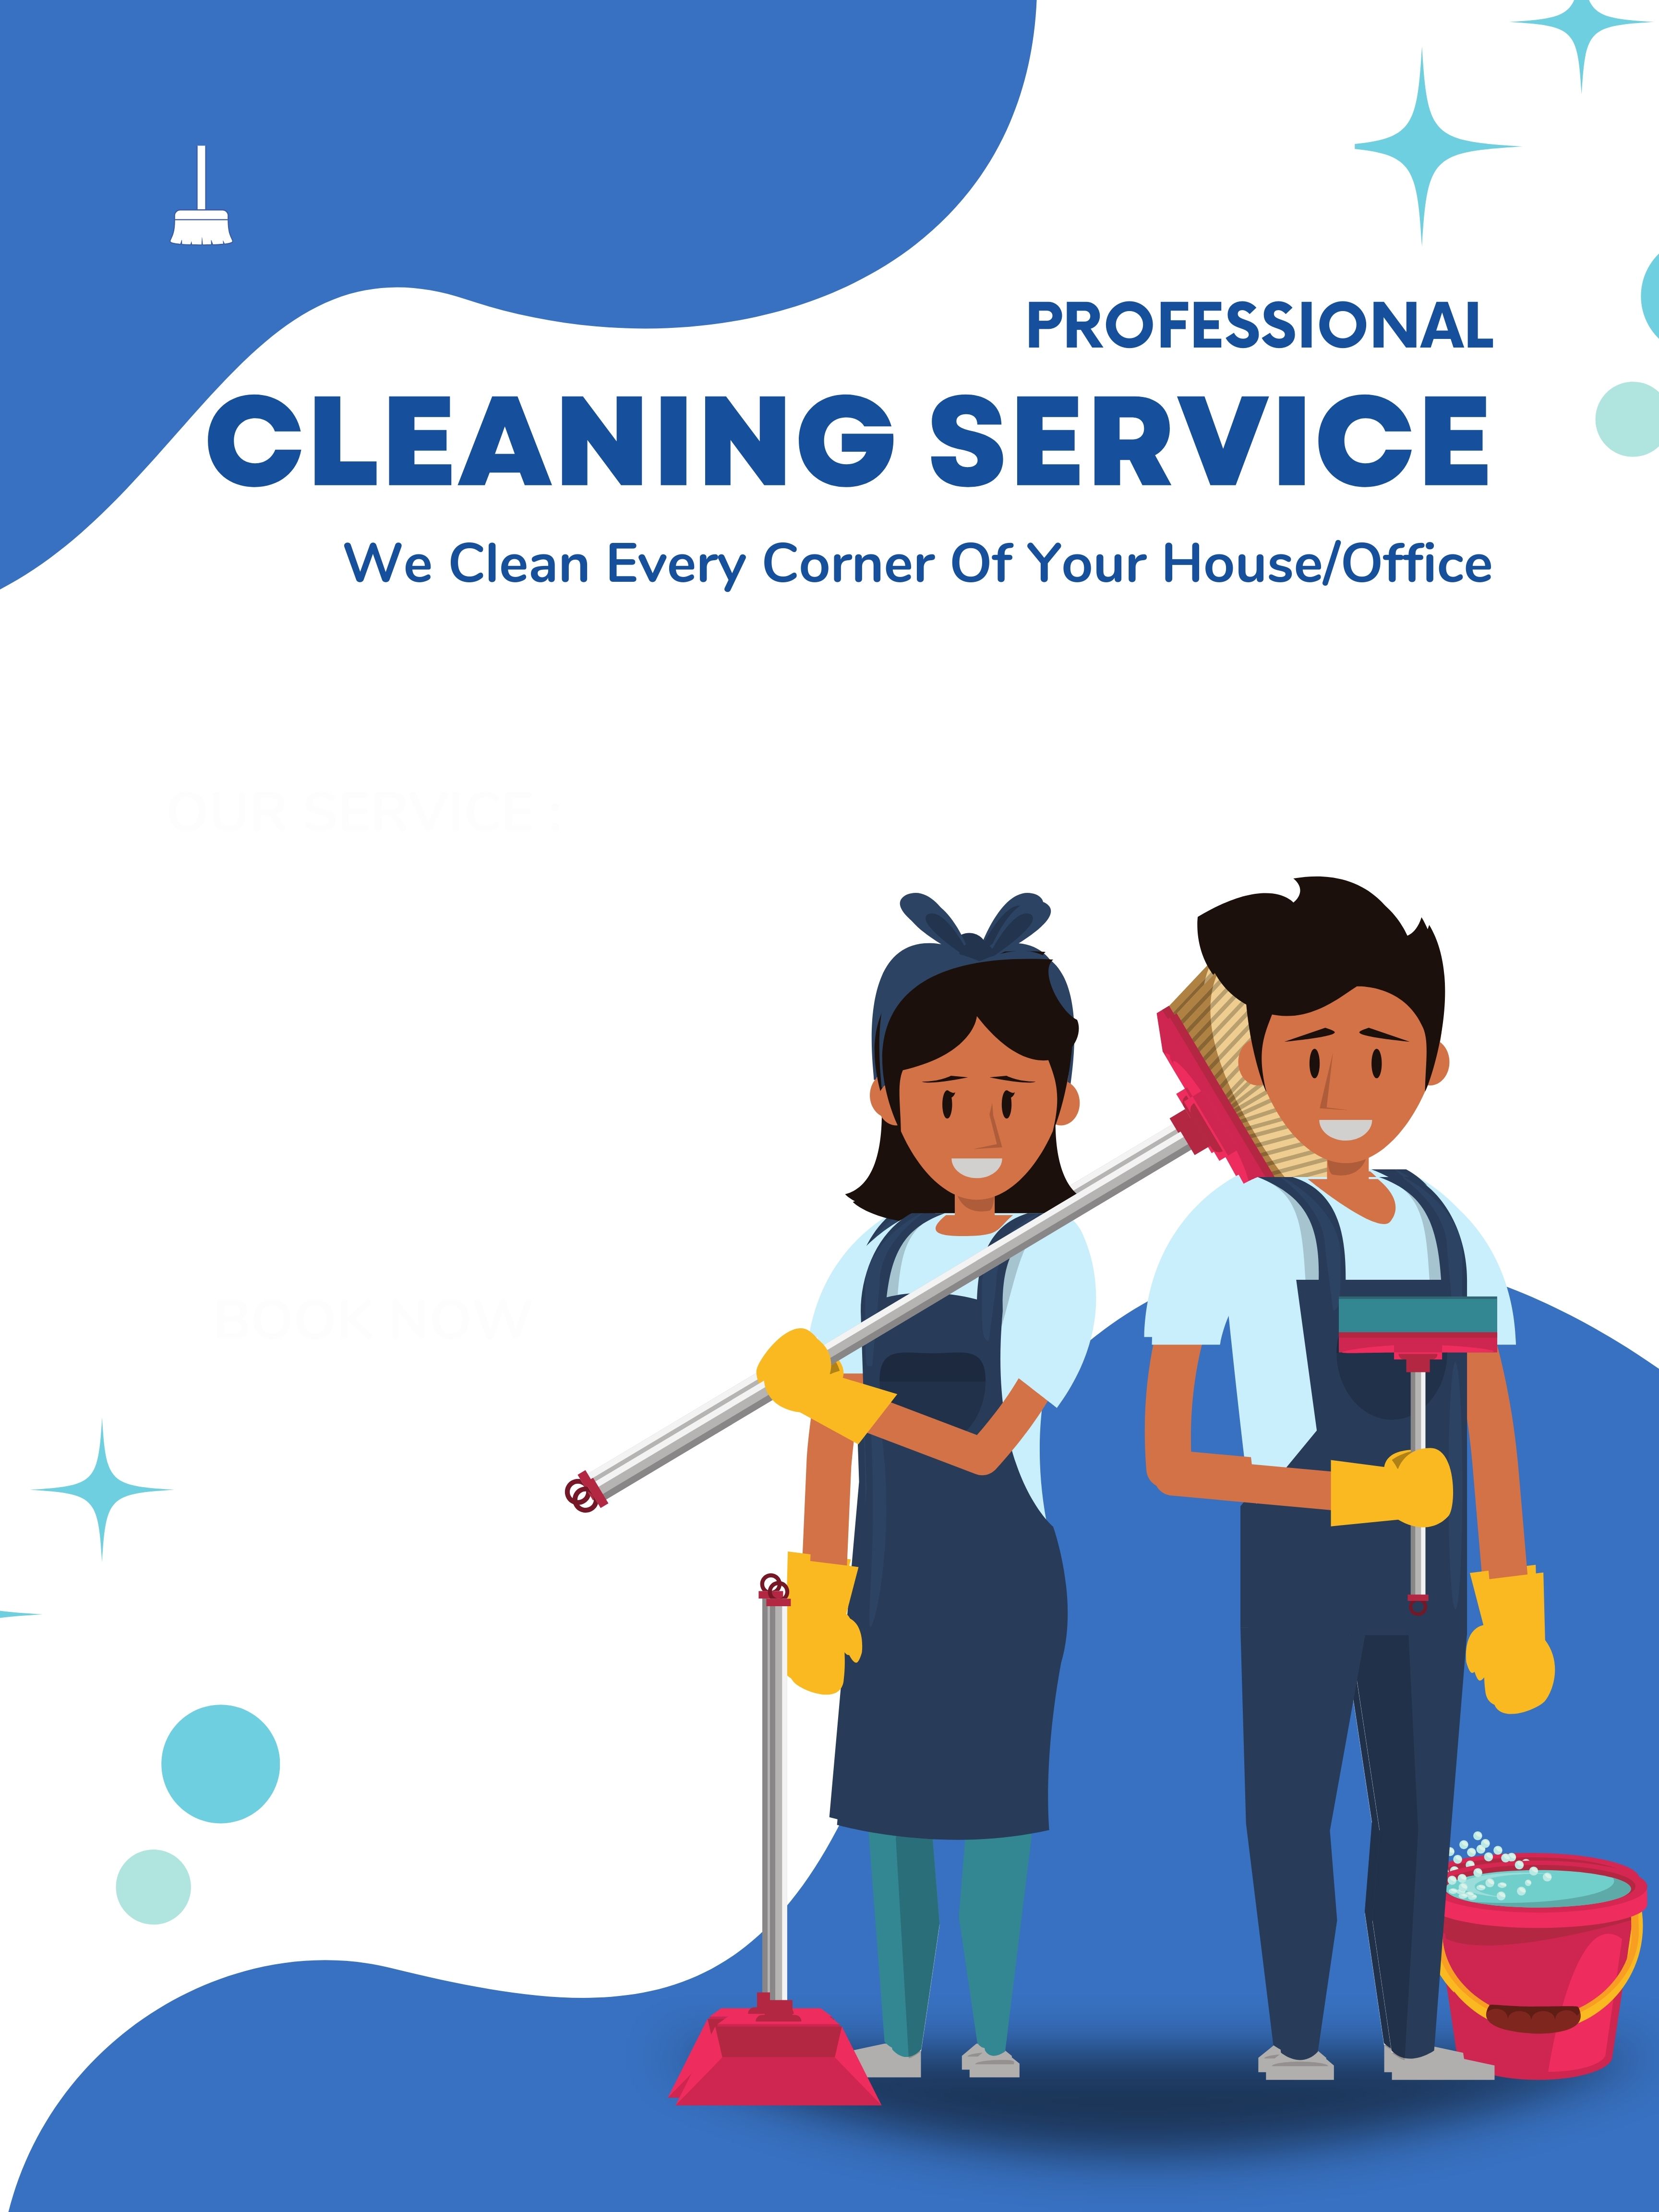 PROFESSIONAL
CLEANING SERVICE
We Clean Every Corner Of Your House/Office
OUR SERVICE :
BOOK NOW